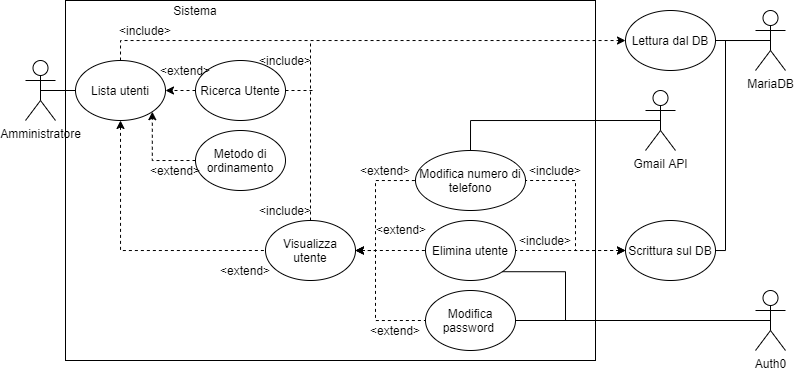 Sistema
<include>
Lettura dal DB
MariaDB
<extend>
<include>
Lista utenti
Ricerca Utente
Amministratore
Metodo di
ordinamento
<extend>
Gmail API
<extend>
Modifica numero di
telefono
<include>
<include>
Visualizza
utente
<extend>
<extend>
Elimina utente
<include>
Scrittura sul DB
Modifica
password
<extend>
Auth0